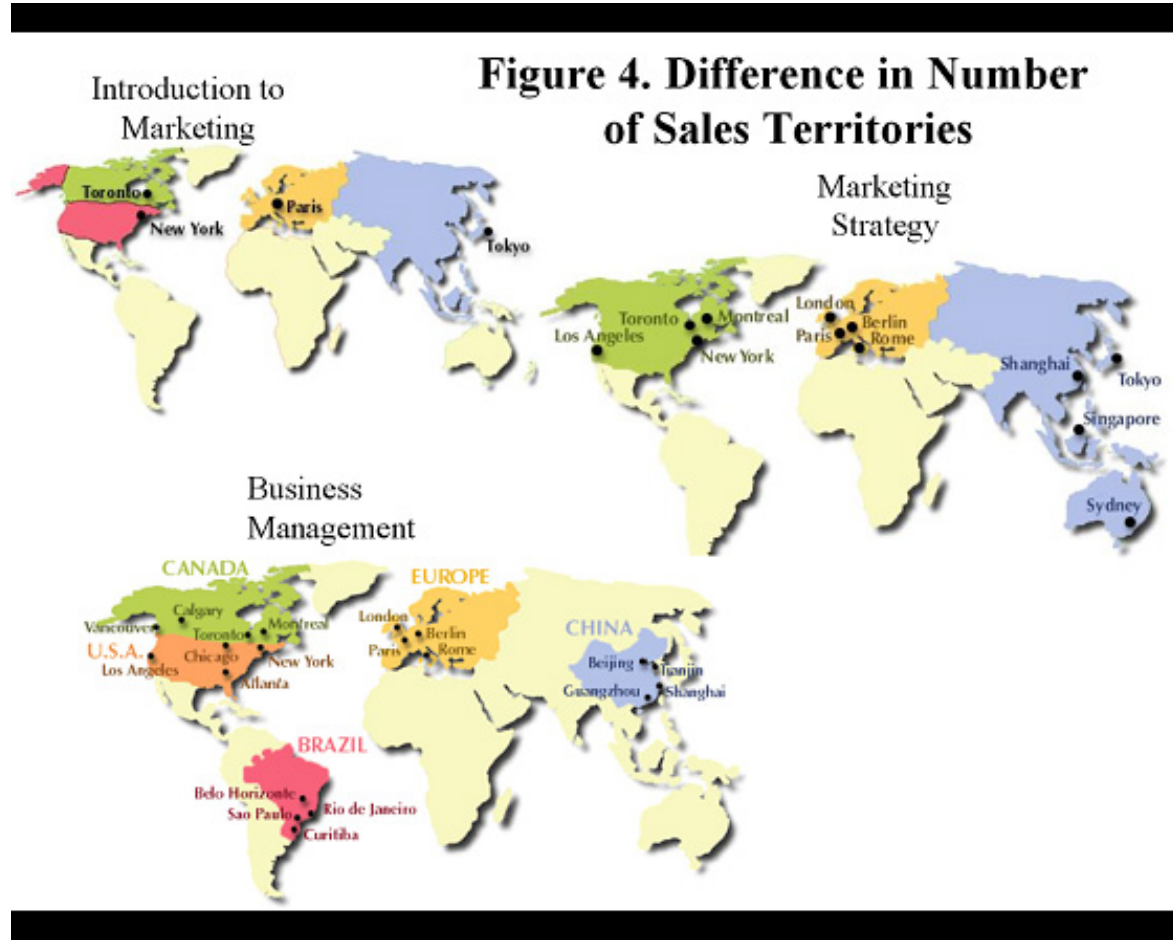 Figure 4. Difference in Number
of Sales Territories
Introduction to
Marketing
Toronto
New York
Paris
Tokyo
Marketing
Strategy
Los Angeles
Toronto
Montreal
New York
London
Paris
Berlin
Rome
Shanghai
Tokyo
Singapore
Sydney
Business
Management
CANADA
Calgary
Vancouver
Toronto
Montreal
U.S.A.
Los Angeles
Chicago
New York
Atlanta
EUROPE
London
Paris
Berlin
Rome
CHINA
Beijing
Tianjin
Guangzhou
Shanghai
BRAZIL
Belo Horizonte
Sao Paulo
Rio de Janeiro
Curitiba